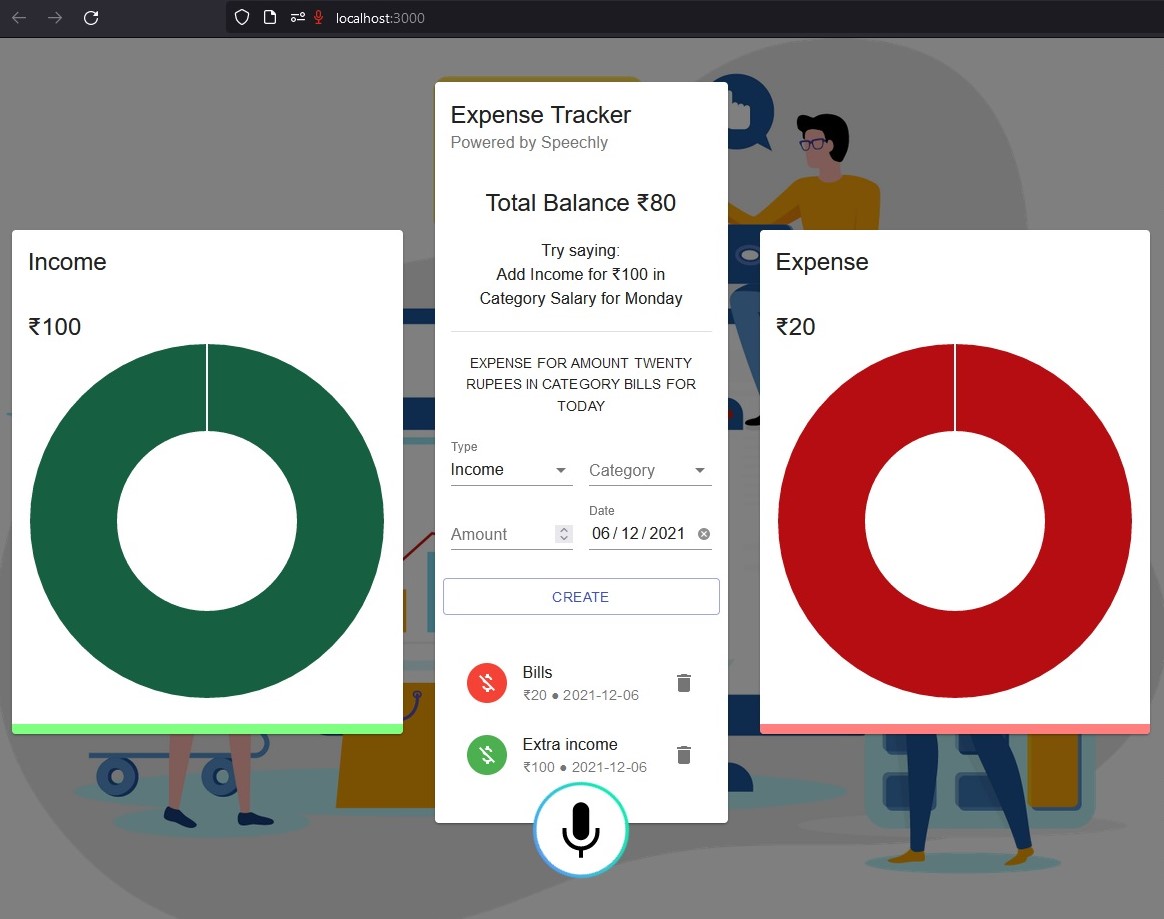 localhost:3000
Expense Tracker
Powered by Speechly
Total Balance ₹80
Try saying:
Add Income for ₹100 in
Category Salary for Monday
EXPENSE FOR AMOUNT TWENTY
RUPEES IN CATEGORY BILLS FOR
TODAY
Type
Income
Category
Amount
Date
06/12/2021
CREATE
Bills
₹20 ● 2021-12-06
Extra income
₹100 ● 2021-12-06
Income
₹100
Expense
₹20